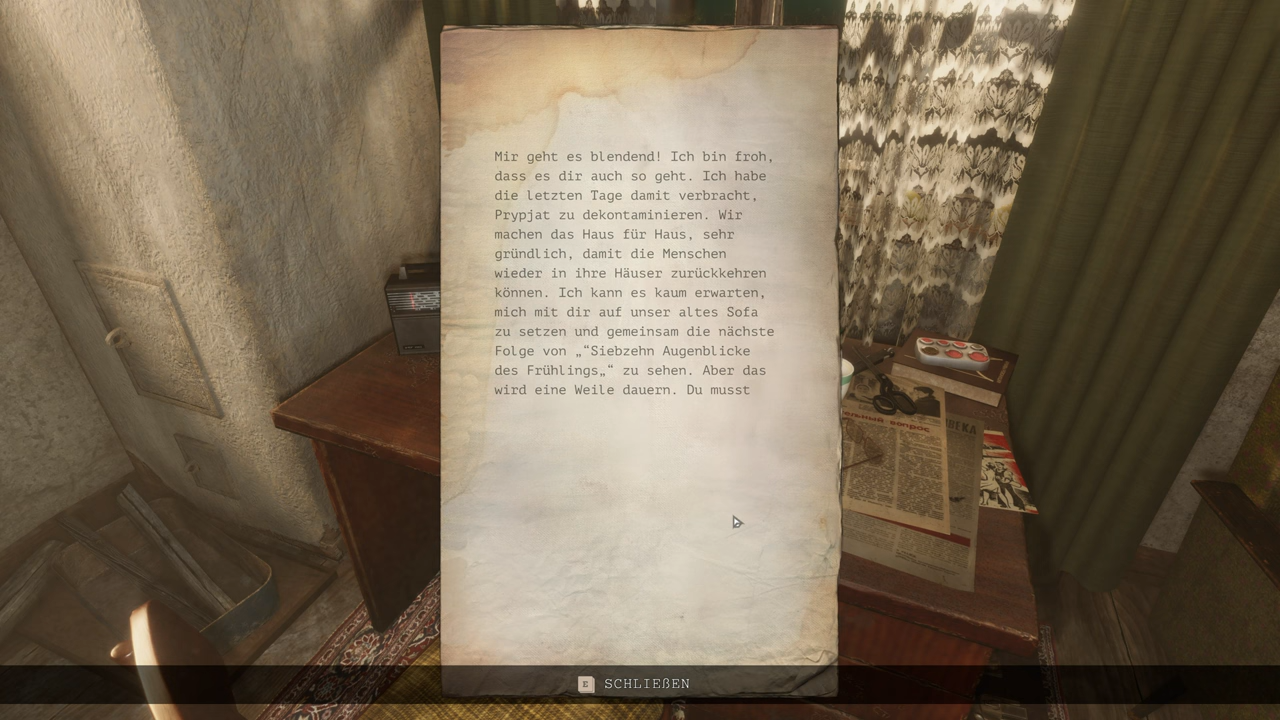 Mir geht es blendend! Ich bin froh,
dass es dir auch so geht. Ich habe
die letzten Tage damit verbracht,
Prypjat zu dekontaminieren. Wir
machen das Haus für Haus, sehr
gründlich, damit die Menschen
wieder in ihre Häuser zurückkehren
können. Ich kann es kaum erwarten,
mich mit dir auf unser altes Sofa
zu setzen und gemeinsam die nächste
Folge von „“Siebzehn Augenblicke
des Frühlings„“ zu sehen. Aber das
wird eine Weile dauern. Du musst
вопрос
E SCHLIEßEN